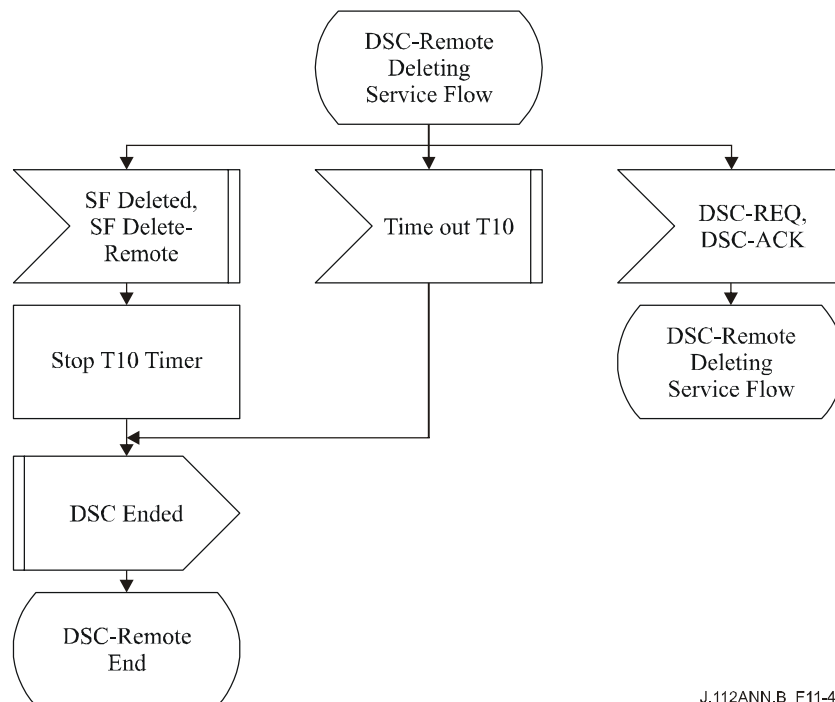 DSC-Remote
Deleting
Service Flow
SF Deleted,
SF Delete-
Remote
Time out T10
DSC-REQ,
DSC-ACK
Stop T10 Timer
DSC-Remote
Deleting
Service Flow
DSC Ended
DSC-Remote
End
J.112ANN.B_F11-4